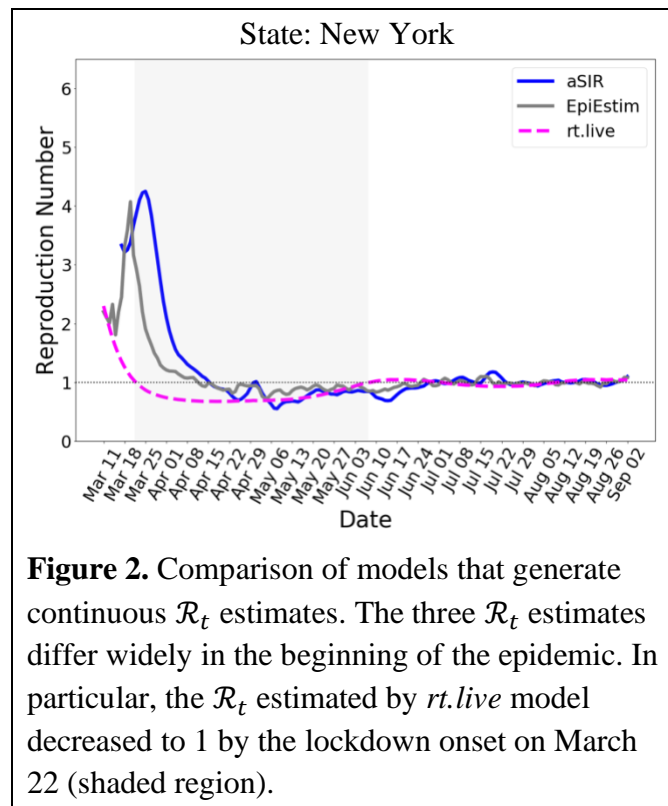 State: New York
6
5
4
3
2
1
0
Reproduction Number
aSIR
EpiEstim
rt.live
Mar 11
Mar 18
Mar 25
Apr 01
Apr 08
Apr 15
Apr 22
Apr 29
May 06
May 13
May 20
May 27
Jun 03
Jun 10
Jun 17
Jun 24
Jul 01
Jul 08
Jul 15
Jul 22
Jul 29
Aug 05
Aug 12
Aug 19
Aug 26
Sep 02
Date
Figure 2. Comparison of models that generate
continuous ℛ𝑡 estimates. The three ℛ𝑡 estimates
differ widely in the beginning of the epidemic. In
particular, the ℛ𝑡 estimated by rt.live model
decreased to 1 by the lockdown onset on March
22 (shaded region).